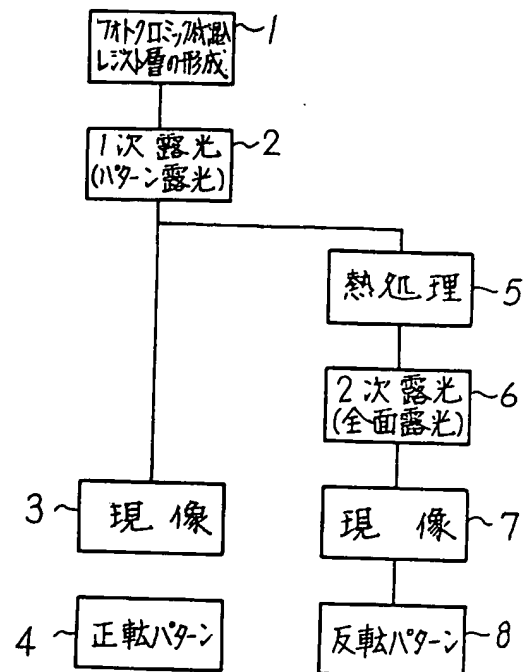 フォトクロミック
レジスト層の形成
1
1次露光
(パターン露光)
2
熱処理
5
2次露光
(全面露光)
6
3
現像
現像
7
4
正転パターン
反転パターン
8